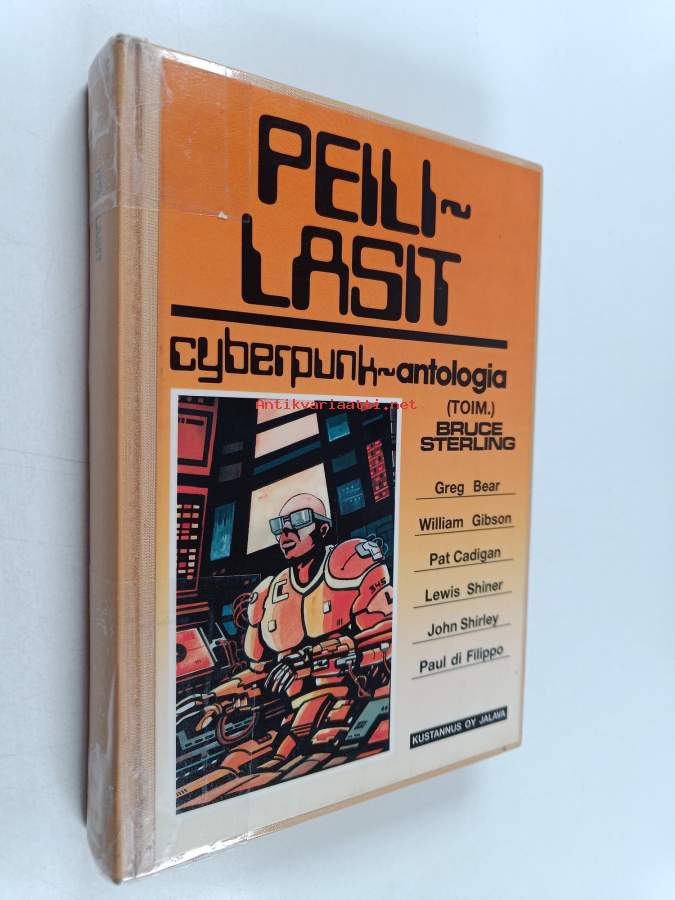 PEILI~
LASIT
cyberpunk~antologia
Antikvariaatti.net
(TOIM.)
BRUCE
STERLING
Greg Bear
William Gibson
Pat Cadigan
Lewis Shiner
John Shirley
Paul di Filippo
KUSTANNUS OY JALAVA
345